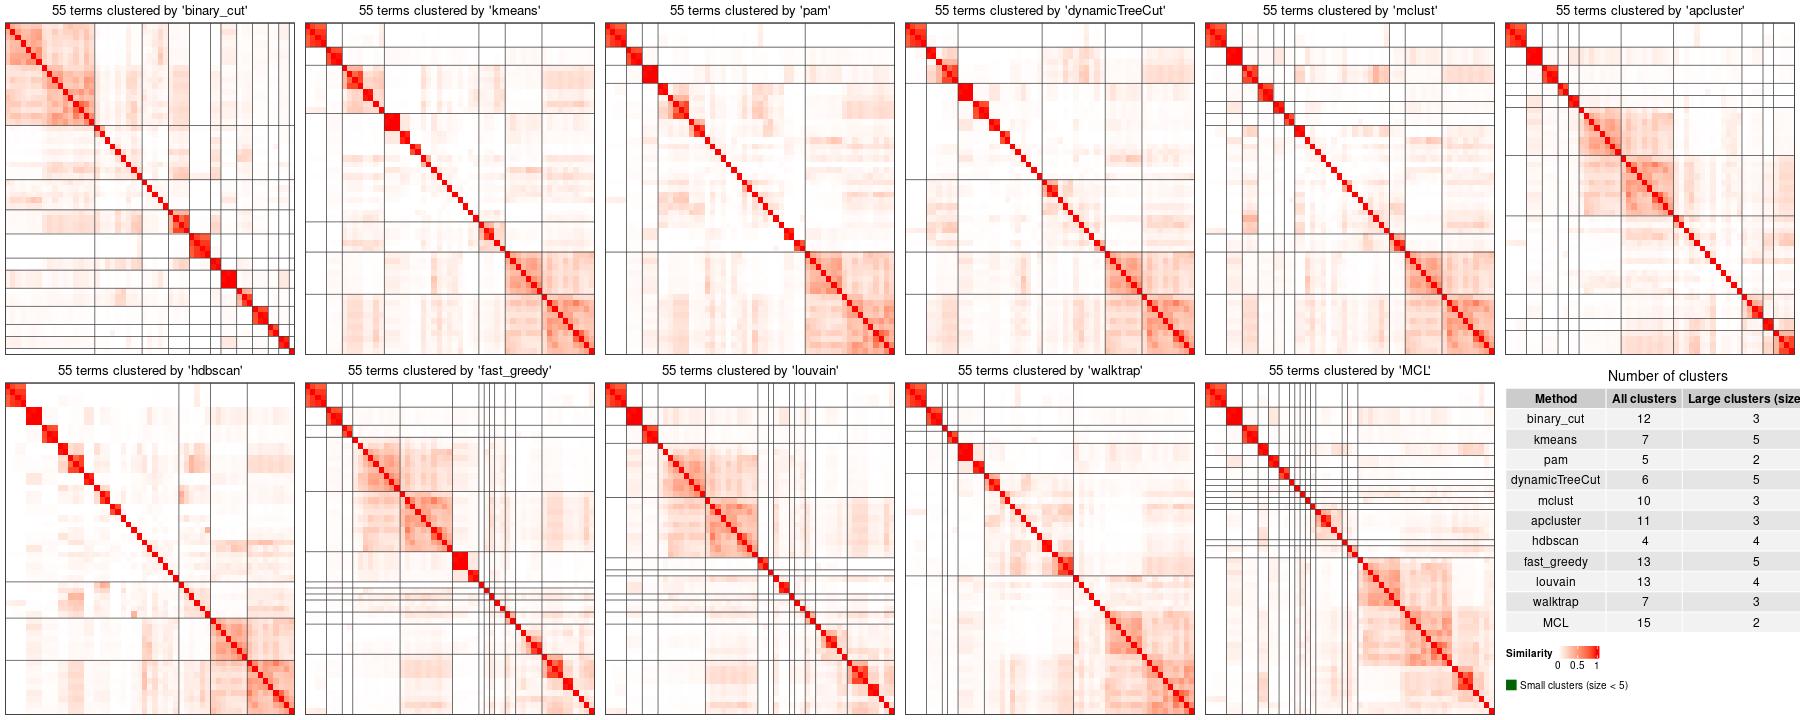 55 terms clustered by 'binary_cut'
55 terms clustered by 'kmeans'
55 terms clustered by 'pam'
55 terms clustered by 'dynamicTreeCut'
55 terms clustered by 'mclust'
55 terms clustered by 'apcluster'
55 terms clustered by 'hdbscan'
55 terms clustered by 'fast_greedy'
55 terms clustered by 'louvain'
55 terms clustered by 'walktrap'
55 terms clustered by 'MCL'
Number of clusters
Method All clusters Large clusters (size
binary_cut 12 3
kmeans 7 5
pam 5 2
dynamicTreeCut 6 5
mclust 10 3
apcluster 11 3
hdbscan 4 4
fast_greedy 13 5
louvain 13 4
walktrap 7 3
MCL 15 2
Similarity
0 0.5 1
Small clusters (size < 5)